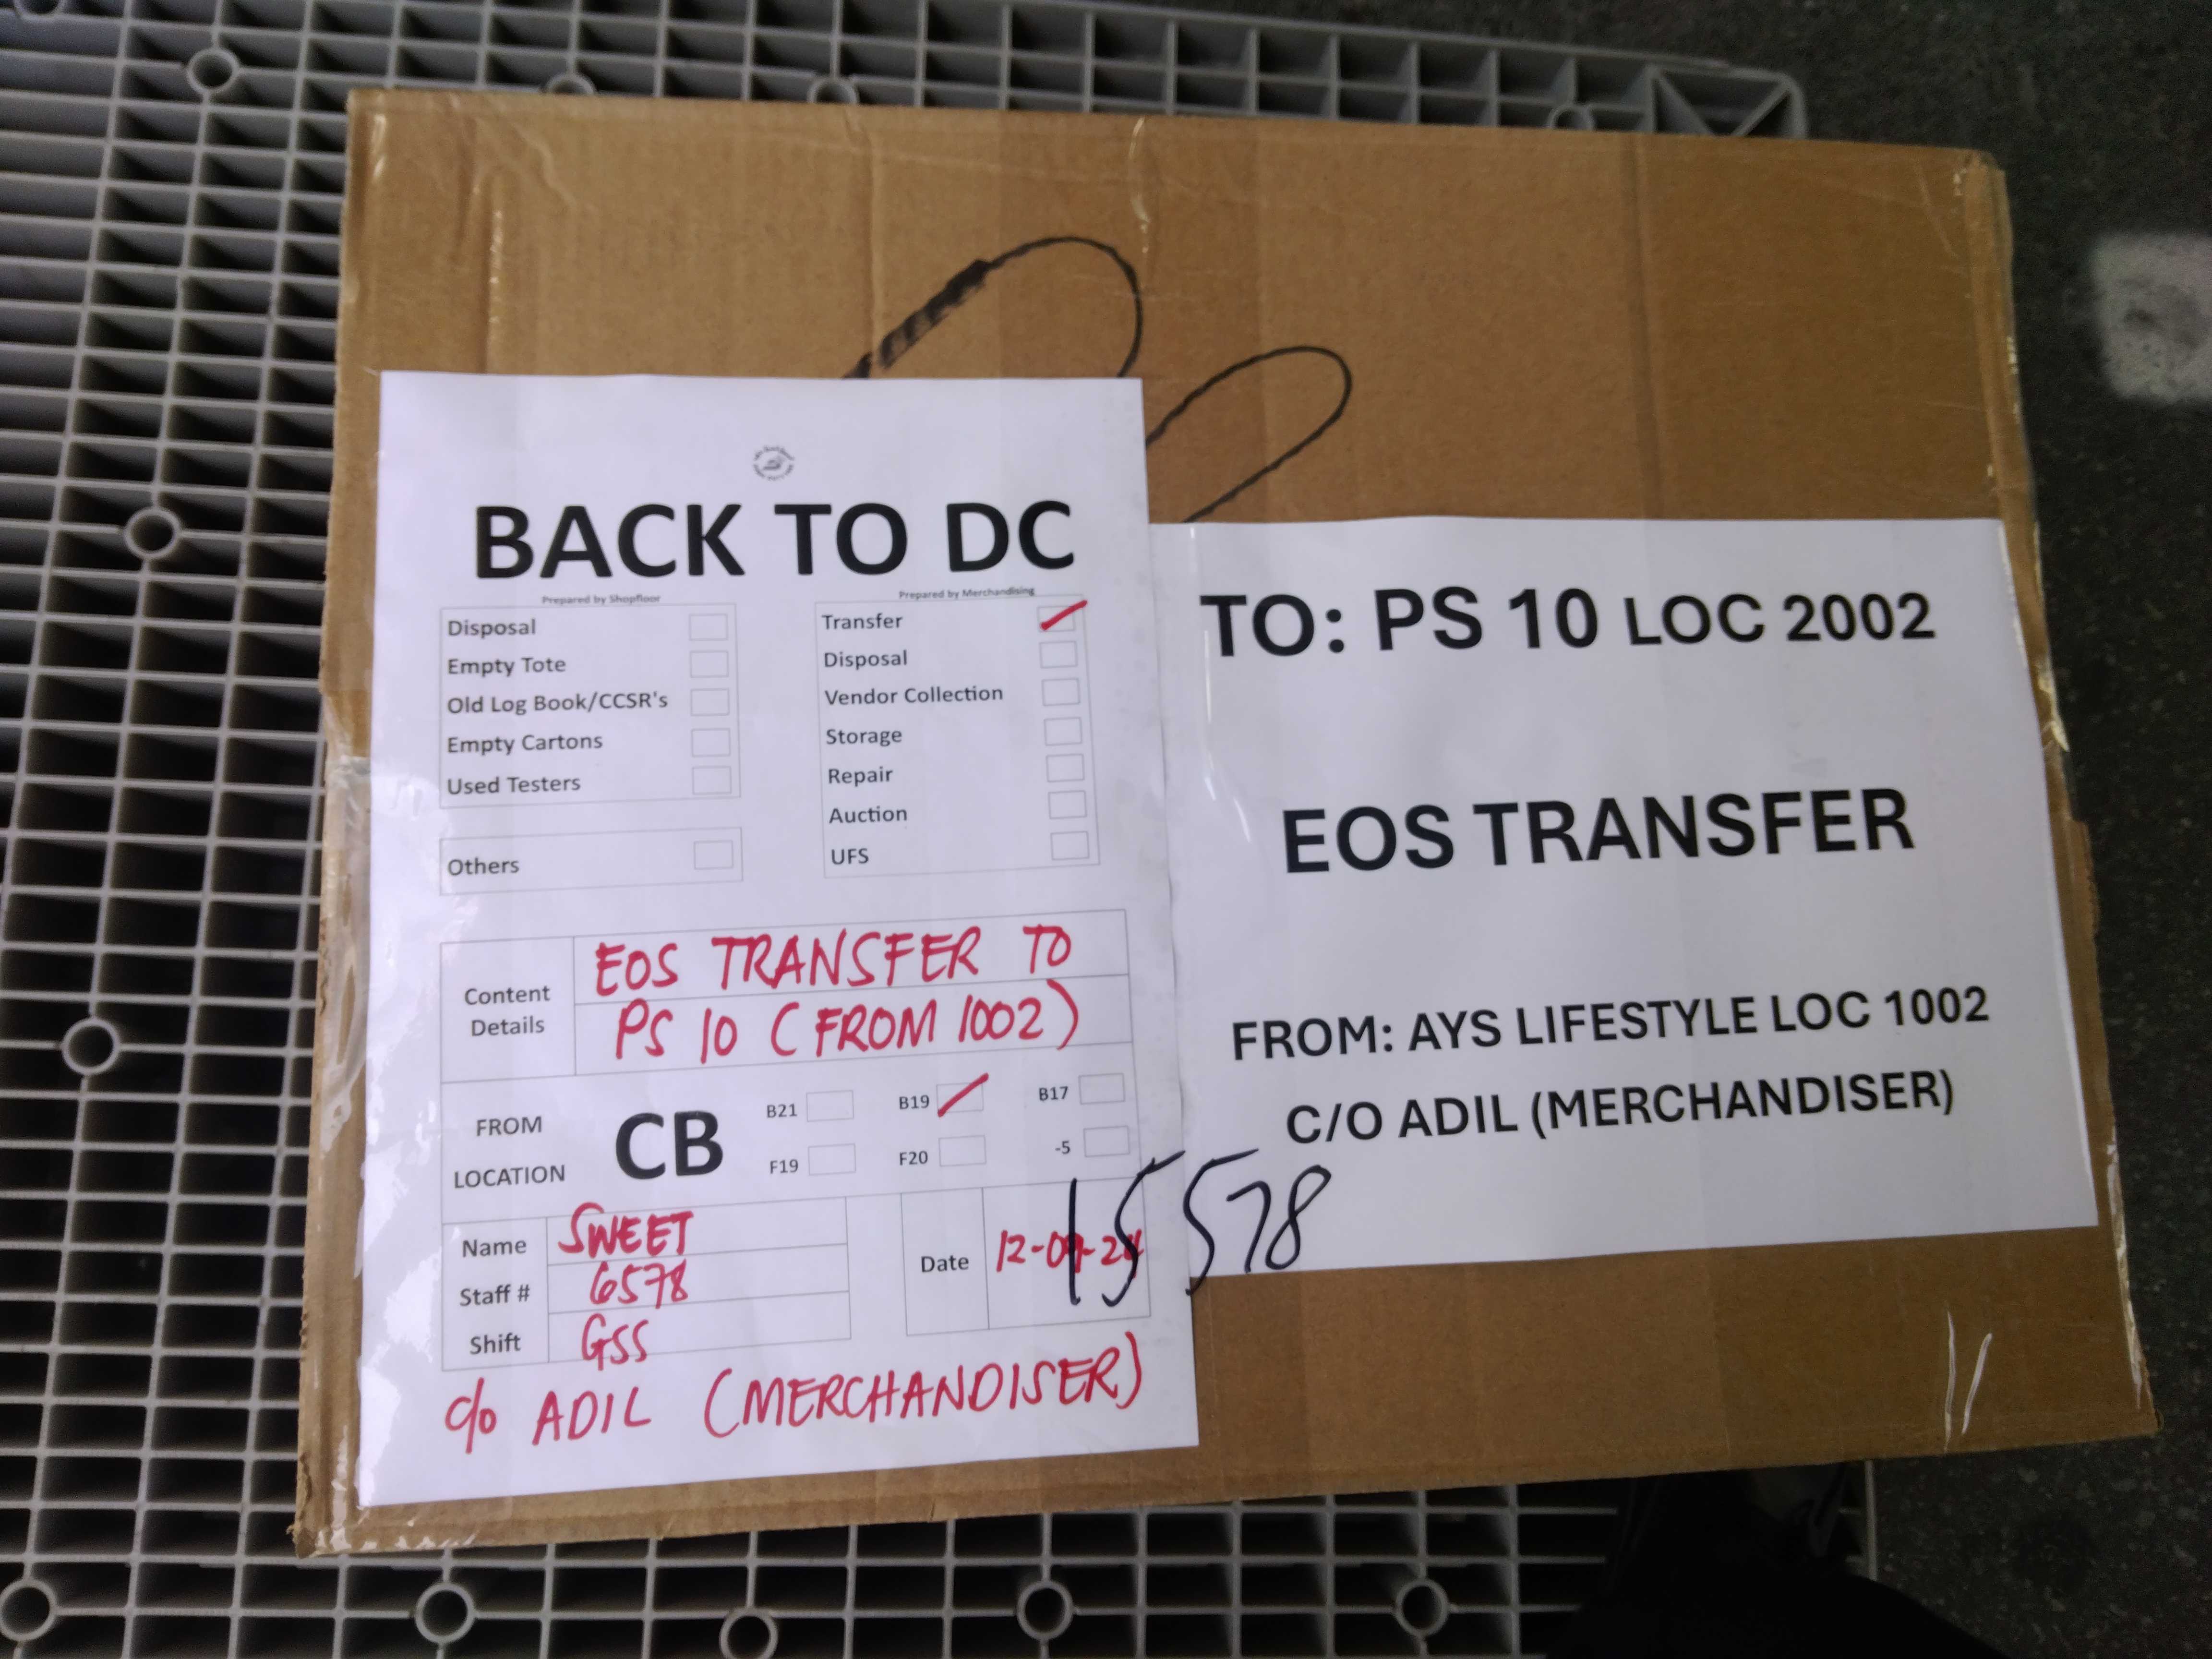 BACK TO DC
Prepared by Shopfloor
Disposal
Empty Tote
Old Log Book/CCSR's
Empty Cartons
Used Testers
Others
Prepared by Merchandising
Transfer
Disposal
Vendor Collection
Storage
Repair
Auction
UFS
Content Details
EOS TRANSFER TO
PS 10 (FROM 1002)
FROM LOCATION
CB
B21 B19 B17
F19 F20 -5
Name SWEET
Staff # 6578
Shift GSS
Date
c/o ADIL (MERCHANDISER)
TO: PS 10 LOC 2002
EOS TRANSFER
FROM: AYS LIFESTYLE LOC 1002
C/O ADIL (MERCHANDISER)
15578